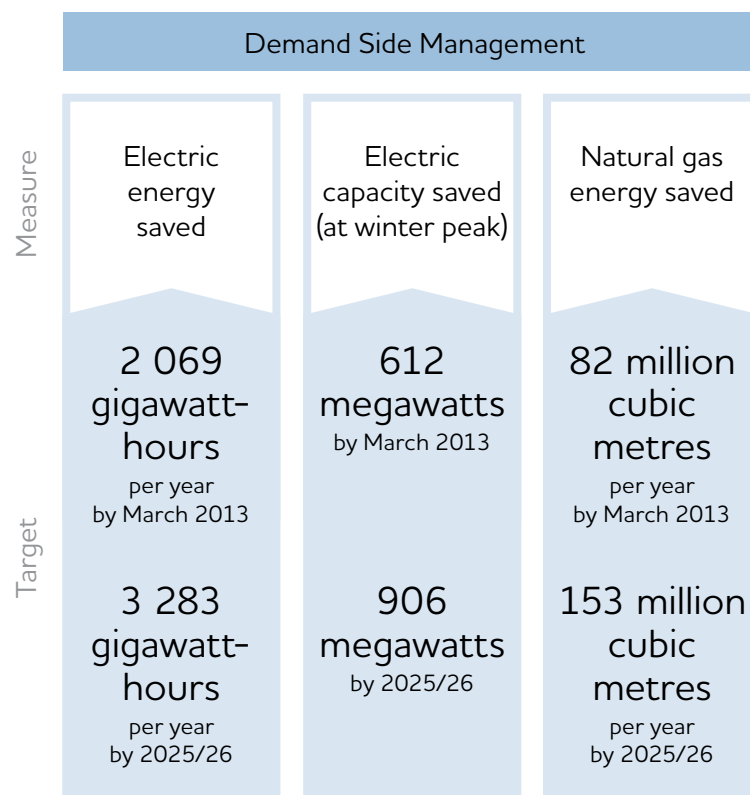 Demand Side Management
Measure
Electric
energy
saved
Electric
capacity saved
(at winter peak)
Natural gas
energy saved
Target
2 069
gigawatt-
hours
per year
by March 2013
612
megawatts
by March 2013
82 million
cubic
metres
per year
by March 2013
3 283
gigawatt-
hours
per year
by 2025/26
906
megawatts
by 2025/26
153 million
cubic
metres
per year
by 2025/26